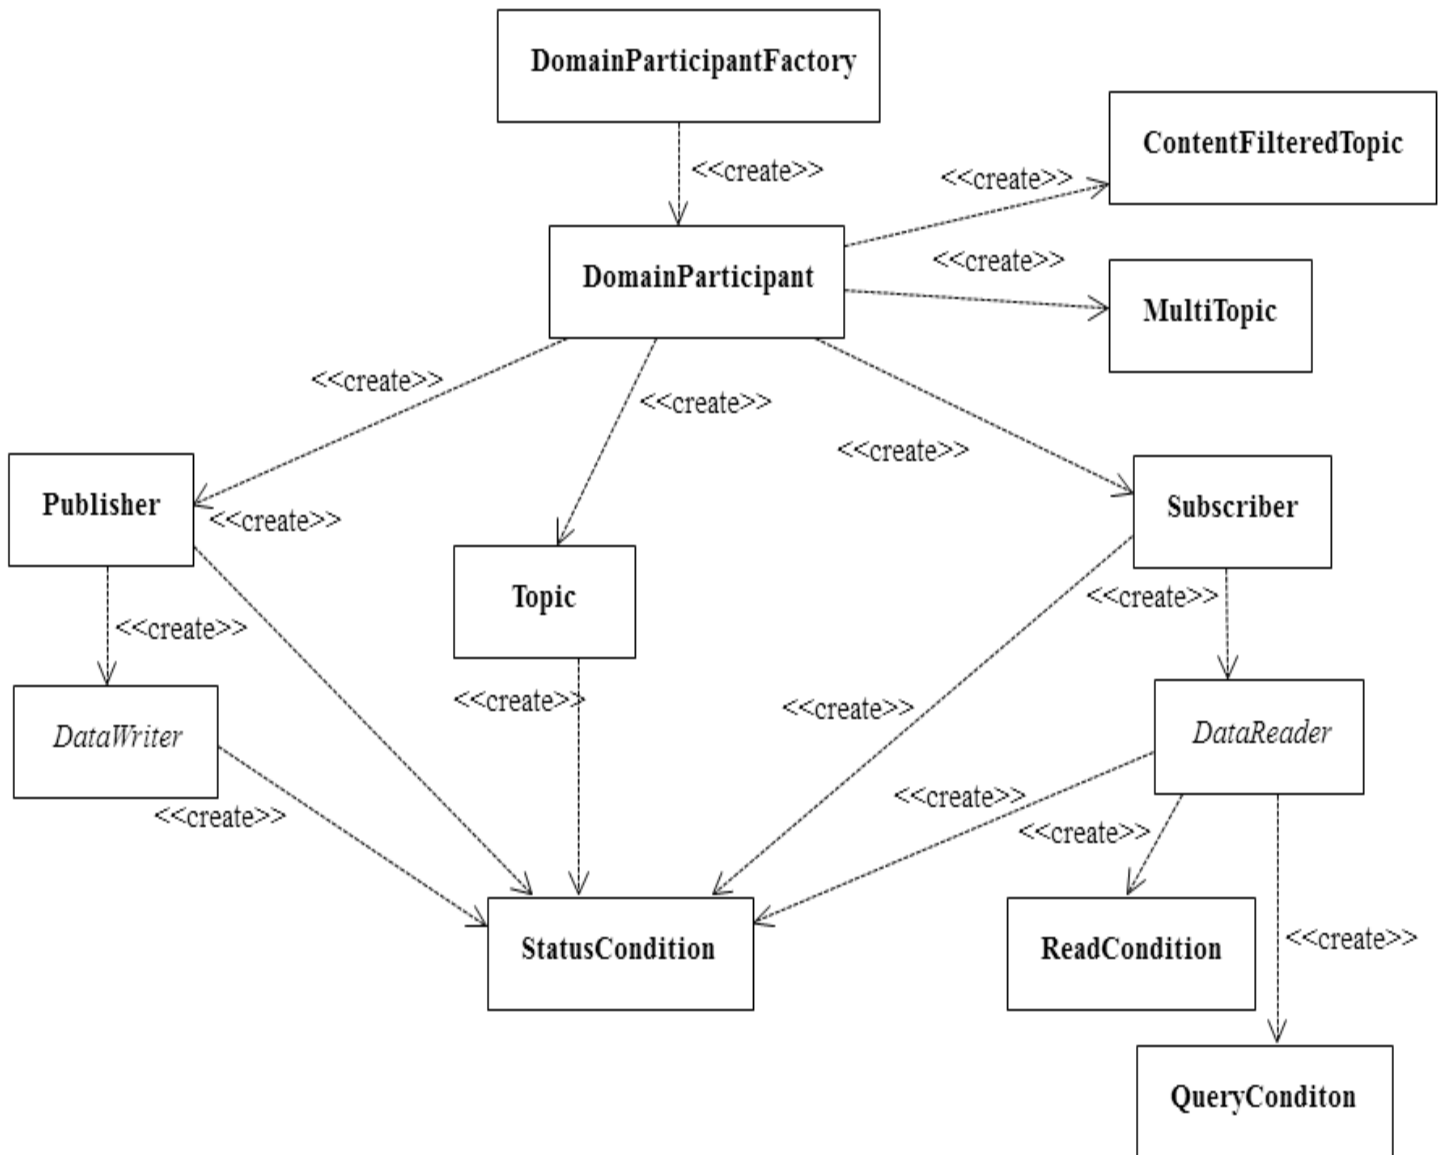 DomainParticipantFactory
<<create>>
ContentFilteredTopic
<<create>>
DomainParticipant
<<create>>
MultiTopic
<<create>>
<<create>>
<<create>>
Publisher
<<create>>
Subscriber
Topic
<<create>>
<<create>>
<<create>>
<<create>>
DataWriter
DataReader
<<create>>
<<create>>
<<create>>
StatusCondition
ReadCondition
<<create>>
QueryConditon